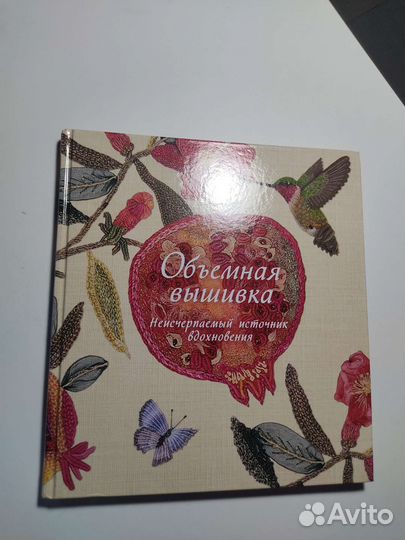 Объемная
вышивка
Неисчерпаемый источник
вдохновения
Avito